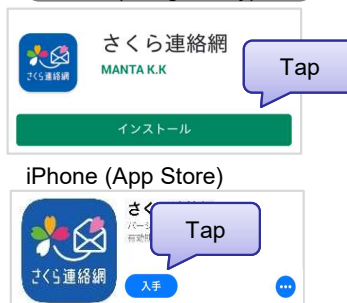 さくら連絡網
MANTA K.K
さくら連絡網
Tap
インストール
iPhone (App Store)
さく
Tap
さくら連絡網
入手